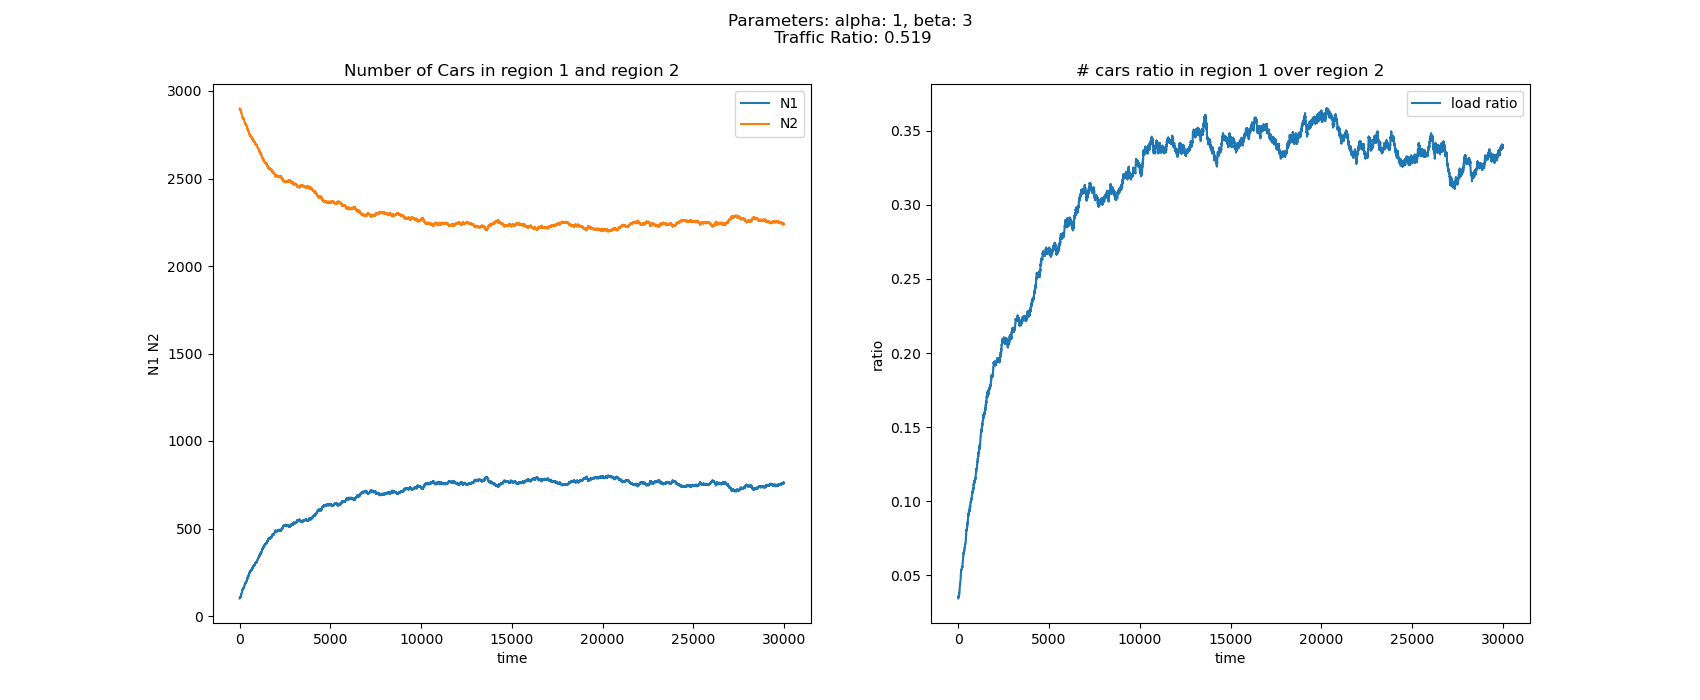 Parameters: alpha: 1, beta: 3
Traffic Ratio: 0.519
Number of Cars in region 1 and region 2
3000
2500
2000
1500
1000
500
0
N1 N2
N1
N2
0 5000 10000 15000 20000 25000 30000
time
# cars ratio in region 1 over region 2
0.35
0.30
0.25
0.20
0.15
0.10
0.05
ratio
load ratio
0 5000 10000 15000 20000 25000 30000
time